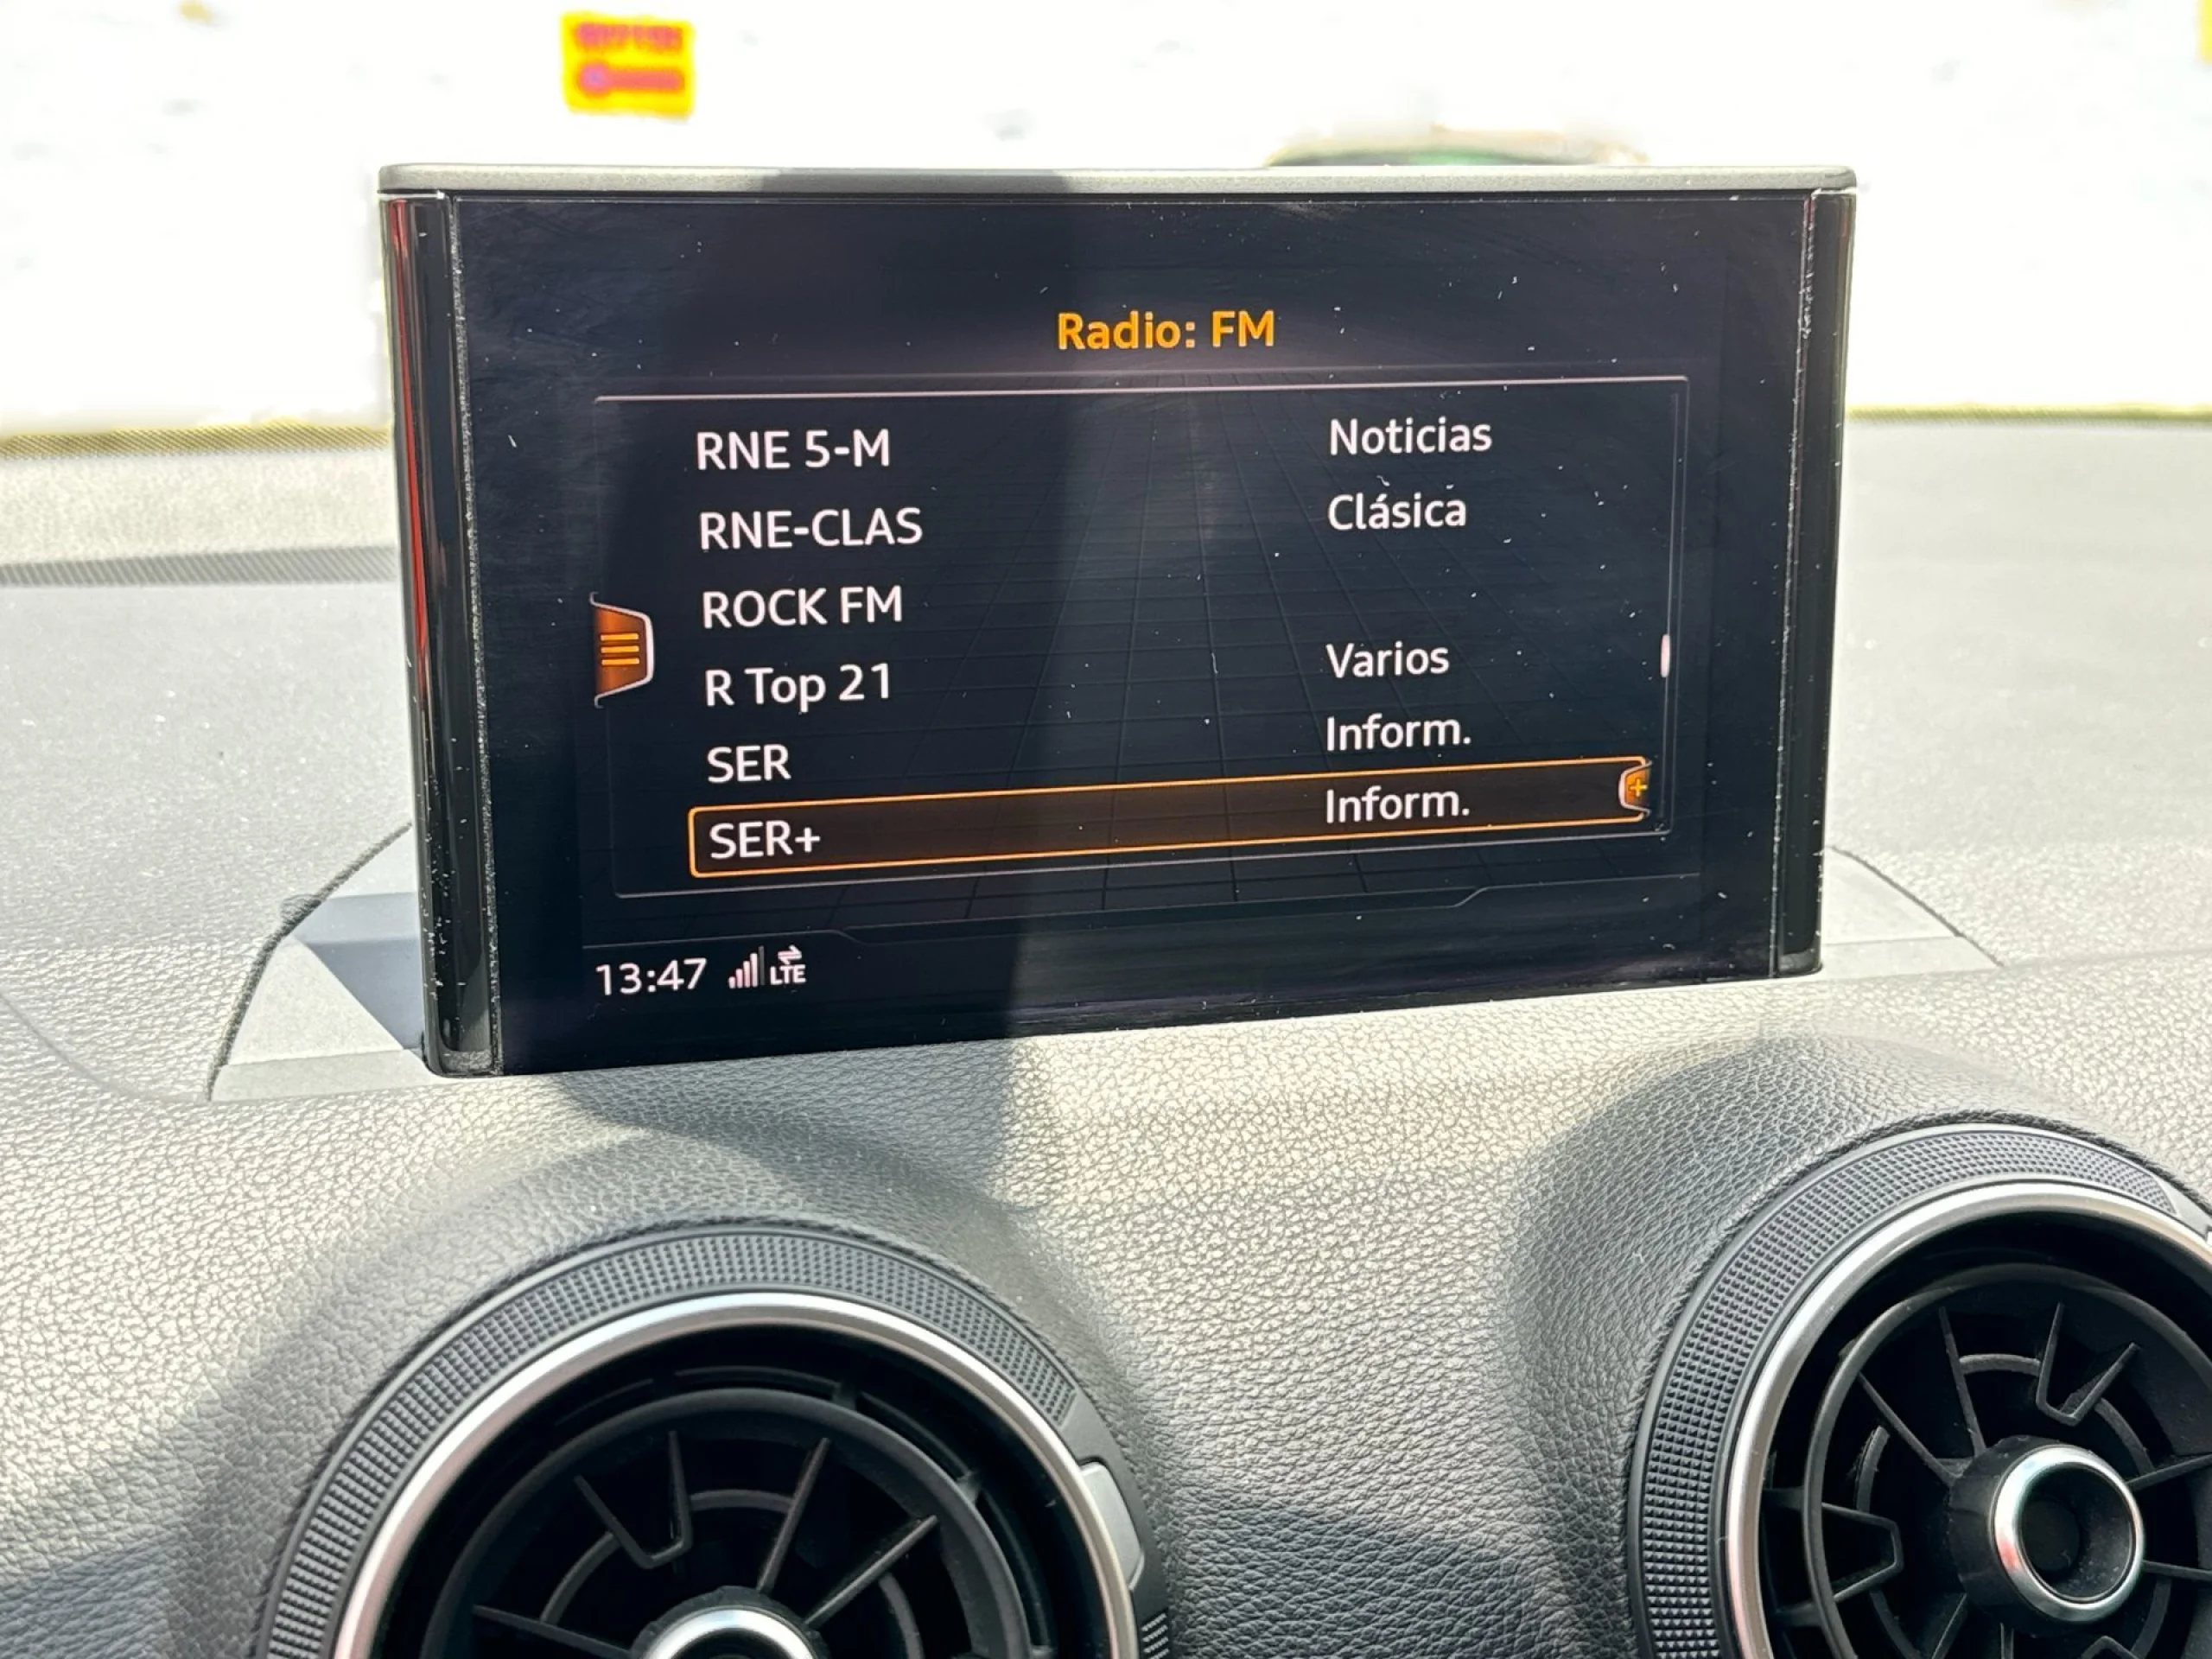 Radio: FM
RNE 5-M Noticias
RNE-CLAS Clásica
ROCK FM
R Top 21 Varios
SER Inform.
SER+ Inform.
13:47 LTE